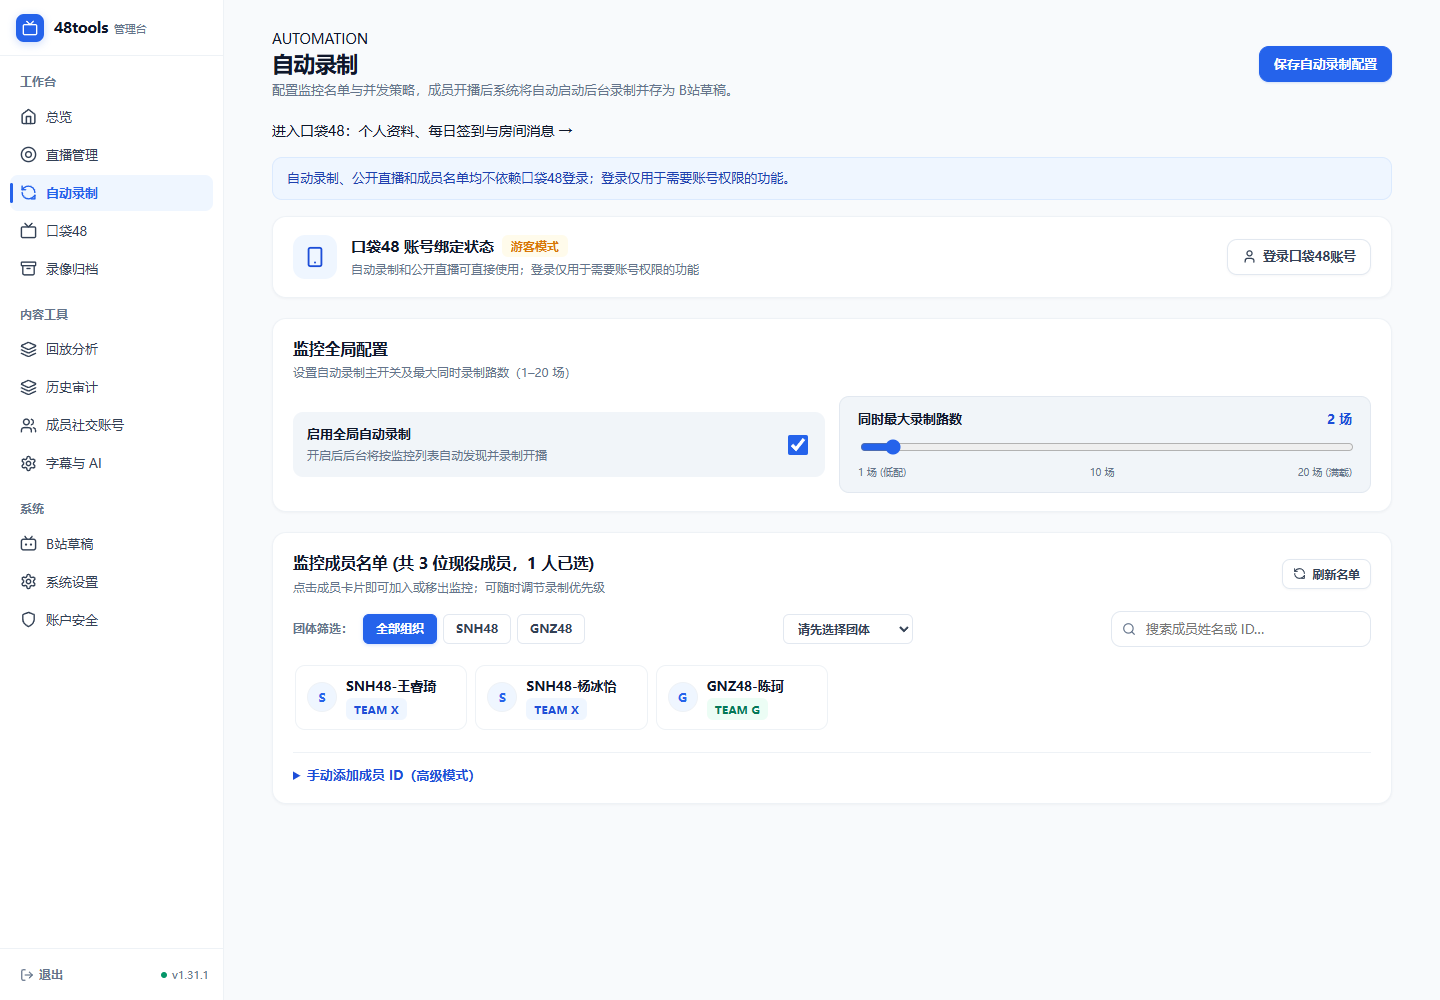 48tools 管理台
工作台
总览
直播管理
自动录制
口袋48
录像归档
内容工具
回放分析
历史审计
成员社交账号
字幕与 AI
系统
B站草稿
系统设置
账户安全
退出
v1.31.1
AUTOMATION
自动录制
配置监控名单与并发策略，成员开播后系统将自动启动后台录制并存为 B站草稿。
保存自动录制配置
进入口袋48：个人资料、每日签到与房间消息 →
自动录制、公开直播和成员名单均不依赖口袋48登录；登录仅用于需要账号权限的功能。
口袋48 账号绑定状态 游客模式
自动录制和公开直播可直接使用；登录仅用于需要账号权限的功能
登录口袋48账号
监控全局配置
设置自动录制主开关及最大同时录制路数（1–20 场）
启用全局自动录制
开启后后台将按监控列表自动发现并录制开播
同时最大录制路数 2 场
1 场 (低配) 10 场 20 场 (满载)
监控成员名单 (共 3 位现役成员，1 人已选)
点击成员卡片即可加入或移出监控；可随时调节录制优先级
刷新名单
团体筛选： 全部组织 SNH48 GNZ48 请先选择团体 搜索成员姓名或 ID...
S SNH48-王睿琦
TEAM X
S SNH48-杨冰怡
TEAM X
G GNZ48-陈珂
TEAM G
手动添加成员 ID（高级模式）